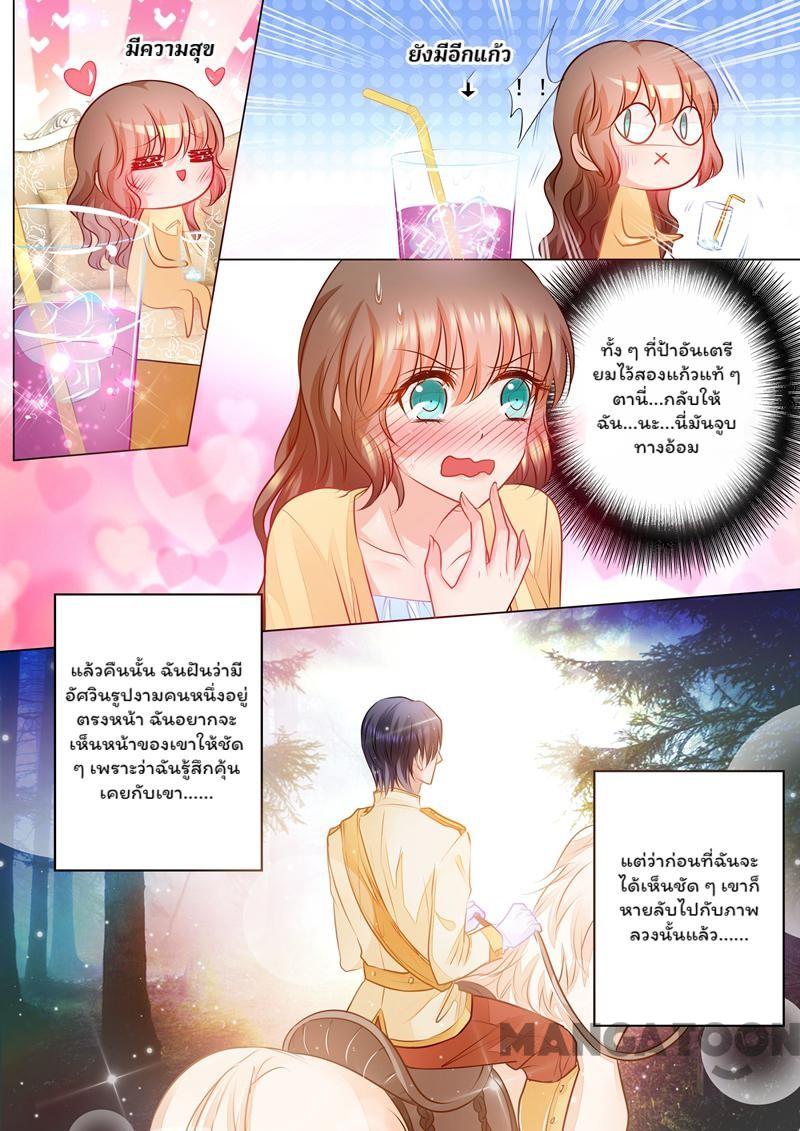 มีความสุข
ยังมีอีกแก้ว
! !
ทั้ง ๆ ที่ป้าอันเตรี
ยมไว้สองแก้วแท้ ๆ
ตานี่...กลับให้
ฉัน...นะ...นี่มันจูบ
ทางอ้อม
แล้วคืนนั้น ฉันฝันว่ามี
อัศวินรูปงามคนหนึ่งอยู่
ตรงหน้า ฉันอยากจะ
เห็นหน้าของเขาให้ชัด
ๆ เพราะว่าฉันรู้สึกคุ้น
เคยกับเขา......
แต่ว่าก่อนที่ฉันจะ
ได้เห็นชัด ๆ เขาก็
หายลับไปกับภาพ
ลวงนั้นแล้ว......
MANGATOON